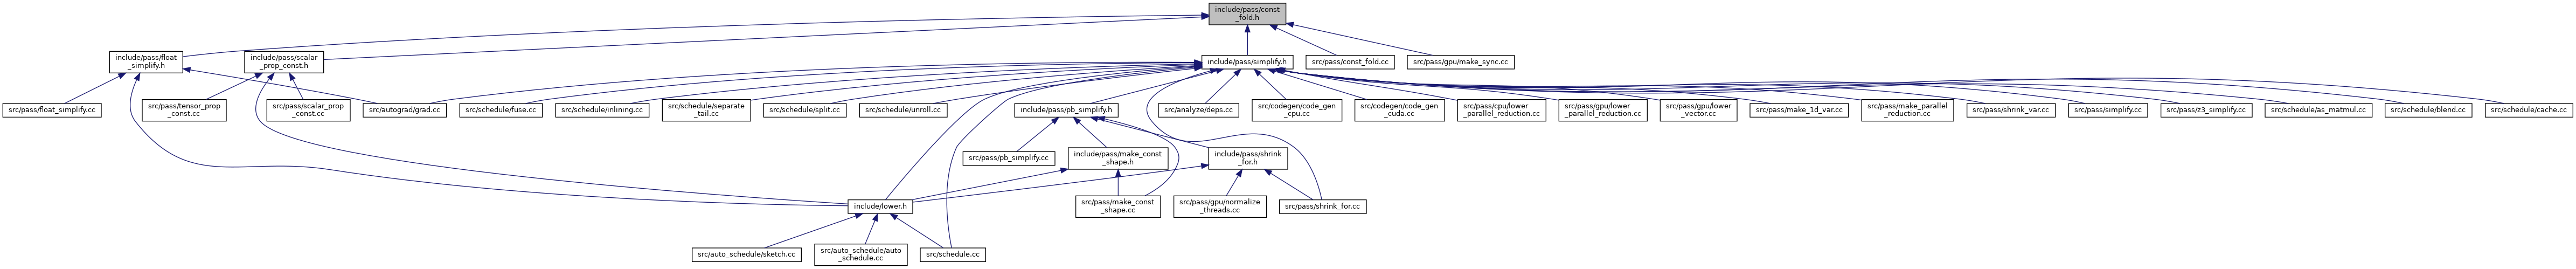 include/pass/const
_fold.h
include/pass/float
_simplify.h
include/pass/scalar
_prop_const.h
include/pass/simplify.h
src/pass/const_fold.cc
src/pass/gpu/make_sync.cc
src/pass/float_simplify.cc
src/pass/tensor_prop
_const.cc
src/pass/scalar_prop
_const.cc
src/autograd/grad.cc
src/schedule/fuse.cc
src/schedule/inlining.cc
src/schedule/separate
_tail.cc
src/schedule/split.cc
src/schedule/unroll.cc
include/pass/pb_simplify.h
src/analyze/deps.cc
src/codegen/code_gen
_cpu.cc
src/codegen/code_gen
_cuda.cc
src/pass/cpu/lower
_parallel_reduction.cc
src/pass/gpu/lower
_parallel_reduction.cc
src/pass/gpu/lower
_vector.cc
src/pass/make_1d_var.cc
src/pass/make_parallel
_reduction.cc
src/pass/shrink_var.cc
src/pass/simplify.cc
src/pass/z3_simplify.cc
src/schedule/as_matmul.cc
src/schedule/blend.cc
src/schedule/cache.cc
src/pass/pb_simplify.cc
include/pass/make_const
_shape.h
include/pass/shrink
_for.h
include/lower.h
src/pass/make_const
_shape.cc
src/pass/gpu/normalize
_threads.cc
src/pass/shrink_for.cc
src/auto_schedule/sketch.cc
src/auto_schedule/auto
_schedule.cc
src/schedule.cc